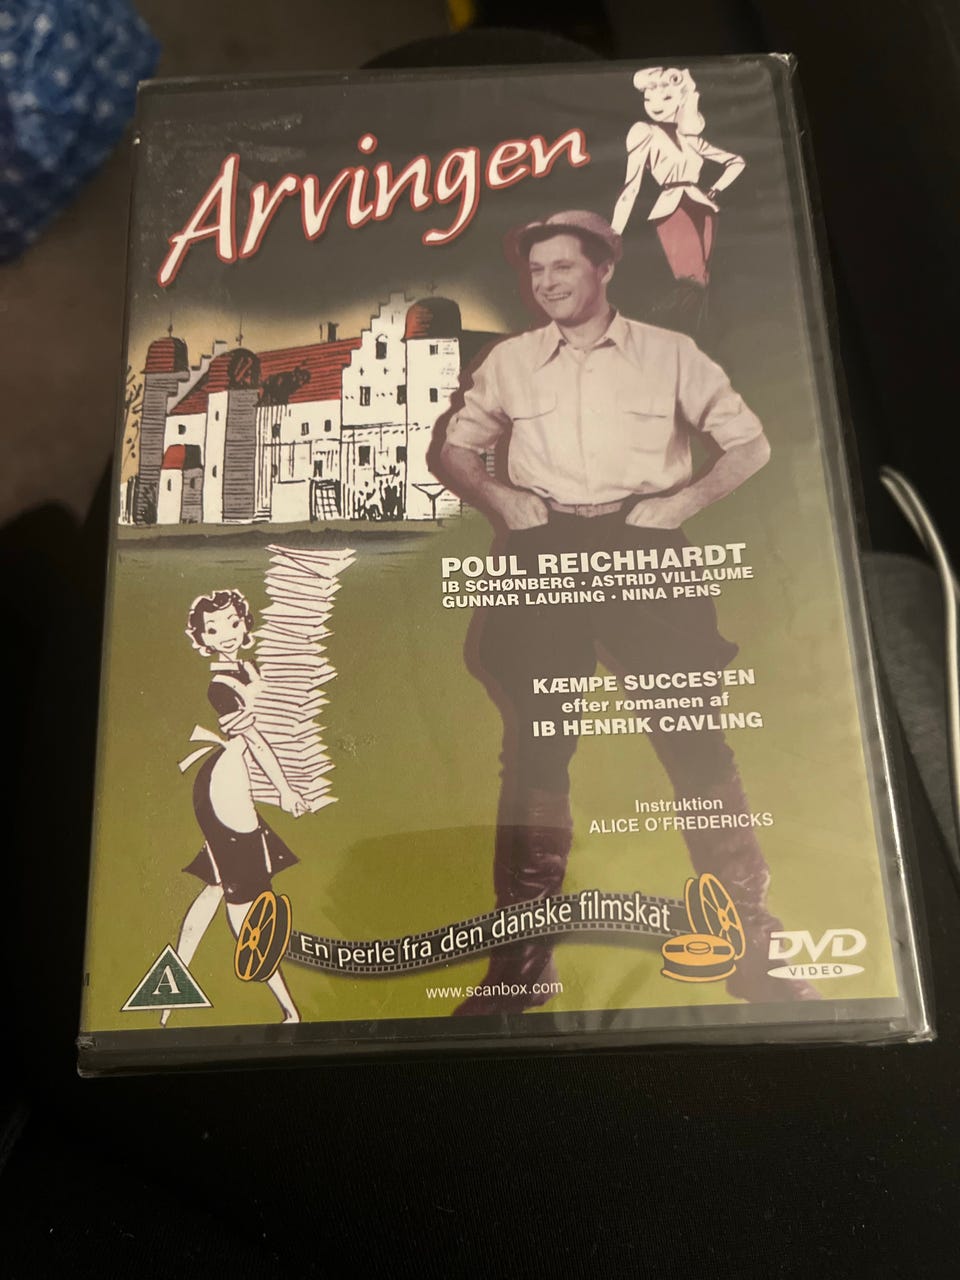 Arvingen
POUL REICHHARDT
IB SCHØNBERG · ASTRID VILLAUME
GUNNAR LAURING · NINA PENS
KÆMPE SUCCES'EN
efter romanen af
IB HENRIK CAVLING
Instruktion
ALICE O'FREDERICKS
En perle fra den danske filmskat
A
DVD
VIDEO
www.scanbox.com